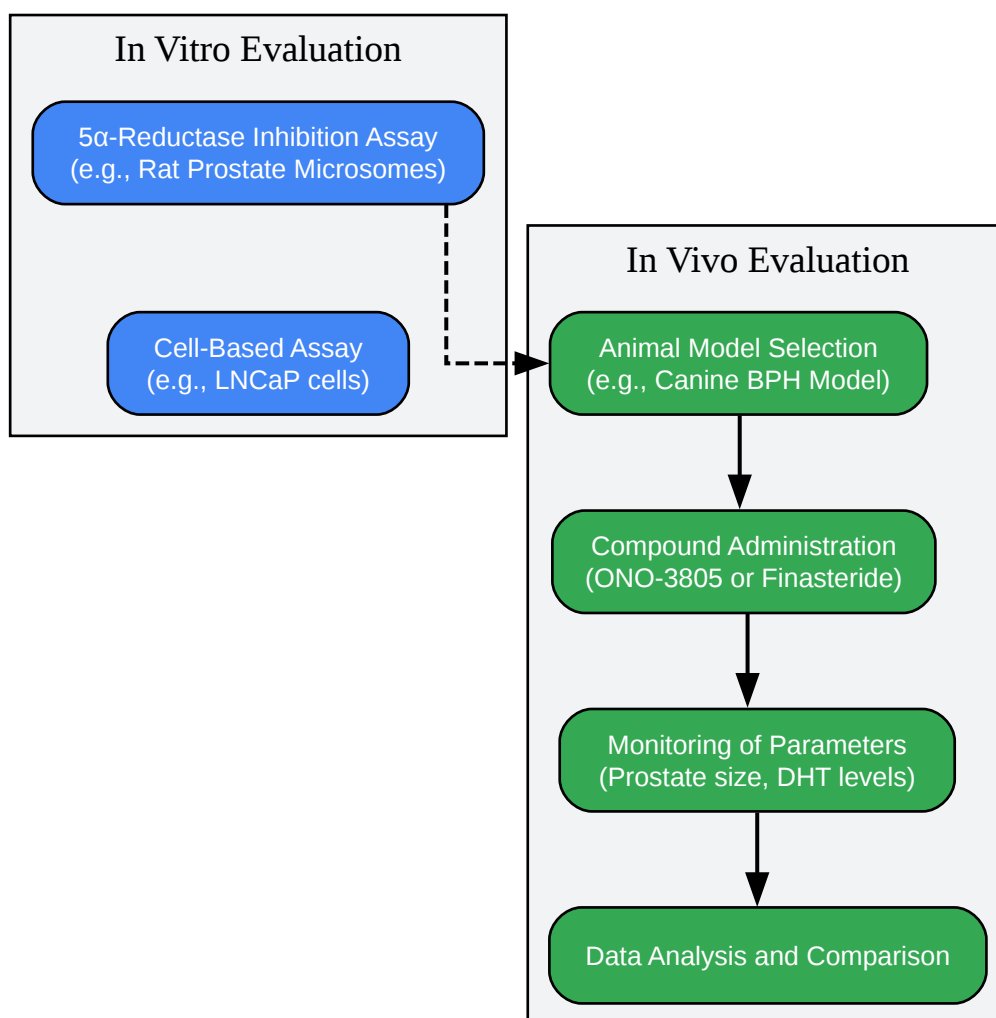 In Vitro Evaluation
5α-Reductase Inhibition Assay
(e.g., Rat Prostate Microsomes)
Cell-Based Assay
(e.g., LNCaP cells)
In Vivo Evaluation
Animal Model Selection
(e.g., Canine BPH Model)
Compound Administration
(ONO-3805 or Finasteride)
Monitoring of Parameters
(Prostate size, DHT levels)
Data Analysis and Comparison